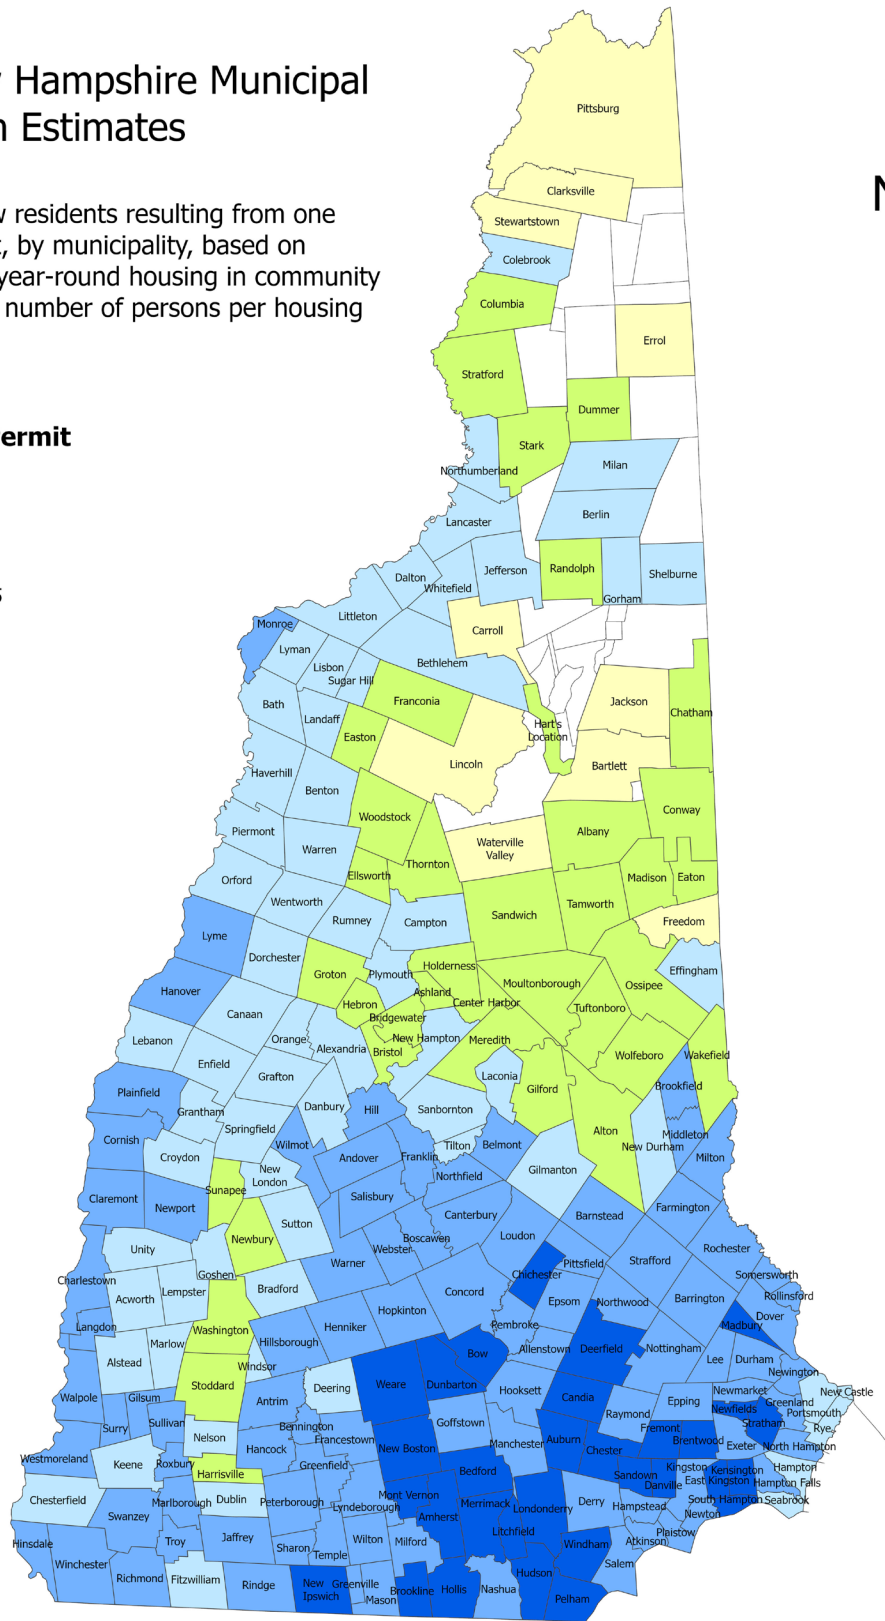 Hampshire Municipal
Estimates
residents resulting from one
, by municipality, based on
year-round housing in community
number of persons per housing
ermit
s
N
Pittsburg
Clarksville
Stewartstown
Colebrook
Columbia
Errol
Stratford
Dummer
Stark
Milan
Northumberland
Berlin
Lancaster
Randolph
Jefferson
Shelburne
Dalton
Whitefield
Gorham
Littleton
Monroe
Carroll
Lyman
Bethlehem
Lisbon
Sugar Hill
Franconia
Jackson
Bath
Chatham
Landaff
Hart's
Location
Easton
Lincoln
Bartlett
Haverhill
Benton
Woodstock
Conway
Piermont
Albany
Warren
Waterville
Valley
Thornton
Ellsworth
Madison
Eaton
Orford
Wentworth
Tamworth
Sandwich
Rumney
Campton
Freedom
Lyme
Dorchester
Holderness
Effingham
Groton
Plymouth
Moultonborough
Ossipee
Hanover
Ashland
Center Harbor
Hebron
Tuftonboro
Canaan
Bridgewater
Lebanon
Orange
New Hampton
Meredith
Alexandria
Bristol
Wolfeboro
Wakefield
Enfield
Grafton
Laconia
Brookfield
Gilford
Plainfield
Danbury
Hill
Sanbornton
Grantham
Springfield
Alton
Middleton
Cornish
Wilmot
Tilton
Belmont
New Durham
Croydon
Andover
Franklin
Milton
New
London
Gilmanton
Northfield
Sunapee
Claremont
Salisbury
Newport
Farmington
Canterbury
Barnstead
Sutton
Newbury
Boscawen
Loudon
Webster
Unity
Warner
Rochester
Strafford
Pittsfield
Goshen
Chichester
Somersworth
Charlestown
Bradford
Lempster
Concord
Rollinsford
Acworth
Epsom
Northwood
Barrington
Hopkinton
Dover
Langdon
Henniker
Pembroke
Madbury
Washington
Hillsborough
Marlow
Allenstown
Deerfield
Nottingham
Bow
Lee
Durham
Alstead
Windsor
Newington
Stoddard
Deering
Weare
Dunbarton
Hooksett
Newmarket
New Castle
Walpole
Gilsum
Antrim
Candia
Epping
Greenland
Newfields
Portsmouth
Raymond
Sullivan
Goffstown
Stratham
Surry
Bennington
Fremont
Rye
Nelson
Francestown
Auburn
Brentwood
Manchester
Exeter
North Hampton
Hancock
New Boston
Chester
Westmoreland
Keene
Roxbury
Greenfield
Kingston
Hampton
Harrisville
Bedford
Sandown
Kensington
East Kingston
Hampton Falls
Danville
Mont Vernon
Chesterfield
Dublin
Marlborough
Peterborough
Lyndeborough
Merrimack
Londonderry
Derry
Hampstead
South Hampton
Seabrook
Swanzey
Amherst
Newton
Litchfield
Plaistow
Hinsdale
Troy
Jaffrey
Wilton
Milford
Windham
Atkinson
Sharon
Temple
Salem
Winchester
Hudson
Richmond
Fitzwilliam
Rindge
New
Ipswich
Greenville
Brookline
Hollis
Nashua
Mason
Pelham